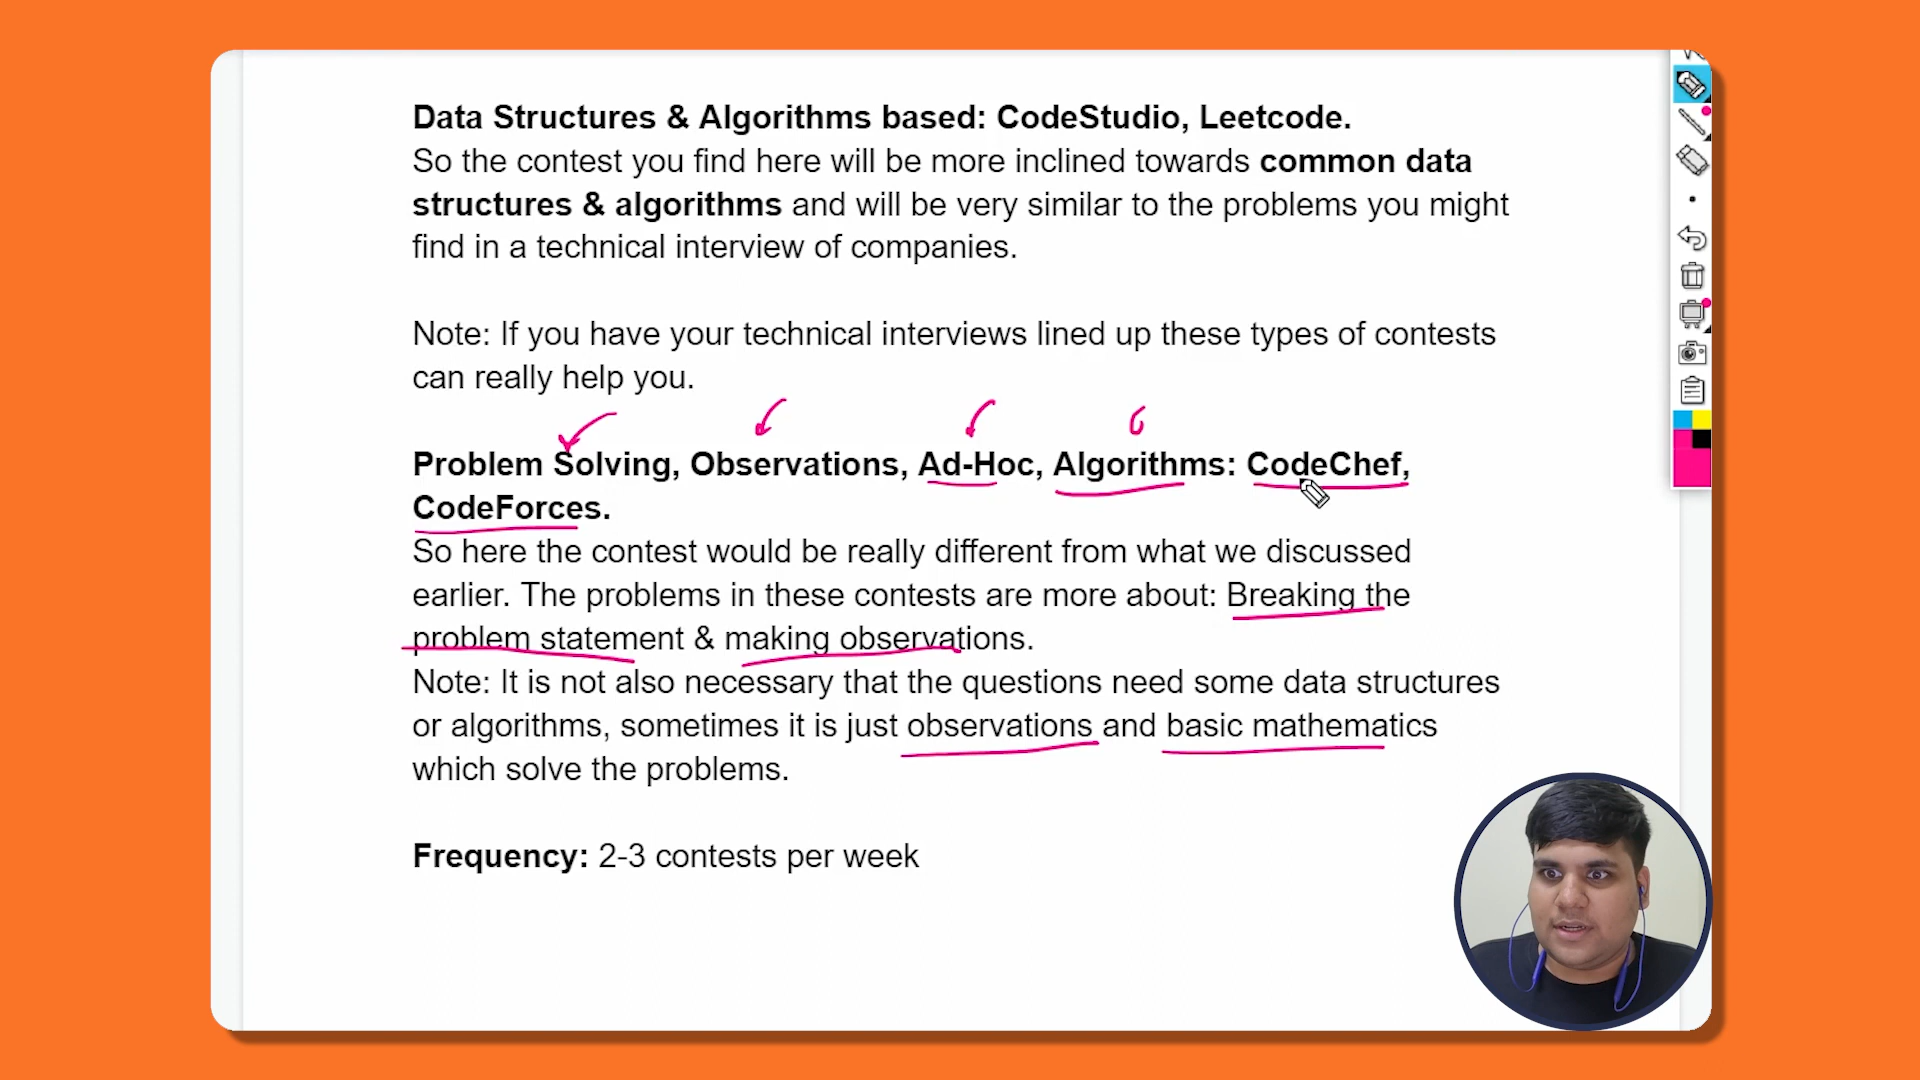 Data Structures & Algorithms based: CodeStudio, Leetcode.
So the contest you find here will be more inclined towards common data
structures & algorithms and will be very similar to the problems you might
find in a technical interview of companies.
Note: If you have your technical interviews lined up these types of contests
can really help you.
Problem Solving, Observations, Ad-Hoc, Algorithms: CodeChef,
CodeForces.
So here the contest would be really different from what we discussed
earlier. The problems in these contests are more about: Breaking the
problem statement & making observations.
Note: It is not also necessary that the questions need some data structures
or algorithms, sometimes it is just observations and basic mathematics
which solve the problems.
Frequency: 2-3 contests per week